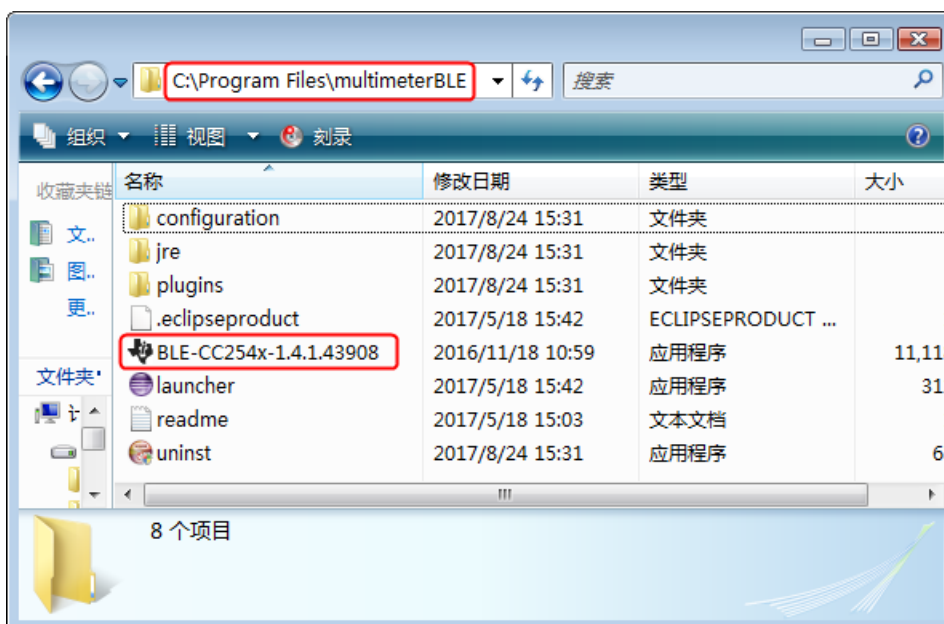 C:\Program Files\multimeterBLE 搜索
组织 视图 刻录
收藏夹链 名称 修改日期 类型 大小
configuration 2017/8/24 15:31 文件夹
文.. jre 2017/8/24 15:31 文件夹
图.. plugins 2017/8/24 15:31 文件夹
更.. .eclipseproduct 2017/5/18 15:42 ECLIPSEPRODUCT ...
BLE-CC254x-1.4.1.43908 2016/11/18 10:59 应用程序 11,11
文件夹 launcher 2017/5/18 15:42 应用程序 31
readme 2017/5/18 15:03 文本文档
uninst 2017/8/24 15:31 应用程序 6
8 个项目